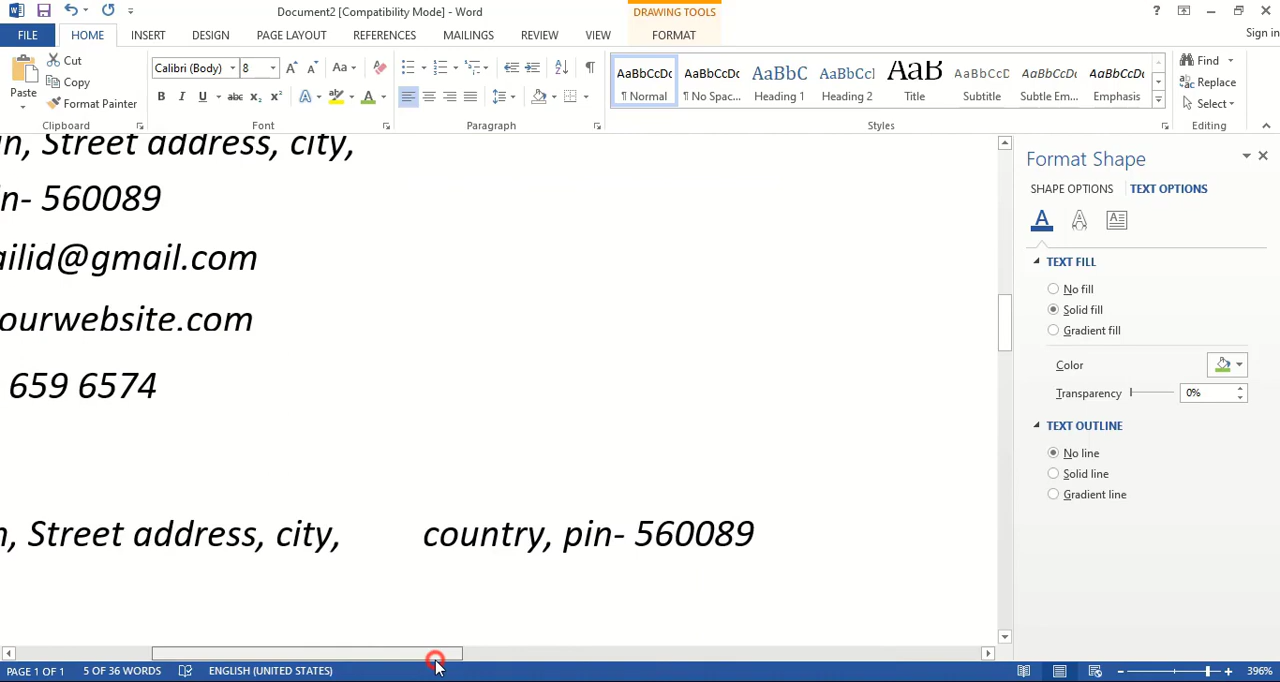 Document2 [Compatibility Mode] - Word
DRAWING TOOLS
?
FILE HOME INSERT DESIGN PAGE LAYOUT REFERENCES MAILINGS REVIEW VIEW FORMAT
Sign in
Paste
Cut
Copy
Format Painter
Clipboard
Calibri (Body) 8
Aa
B I U abc x₂ x²
A A
Font
Paragraph
AaBbCcDc AaBbCcDc AaBbC AaBbCcl AaB AaBbCcD AaBbCcDc AaBbCcDc
¶ Normal ¶ No Spac... Heading 1 Heading 2 Title Subtitle Subtle Em... Emphasis
Styles
Find
Replace
Select
Editing
n, Street address, city,
in- 560089
ailid@gmail.com
ourwebsite.com
659 6574
n, Street address, city, country, pin- 560089
Format Shape
SHAPE OPTIONS TEXT OPTIONS
TEXT FILL
No fill
Solid fill
Gradient fill
Color
Transparency 0%
TEXT OUTLINE
No line
Solid line
Gradient line
PAGE 1 OF 1 5 OF 36 WORDS ENGLISH (UNITED STATES) 396%